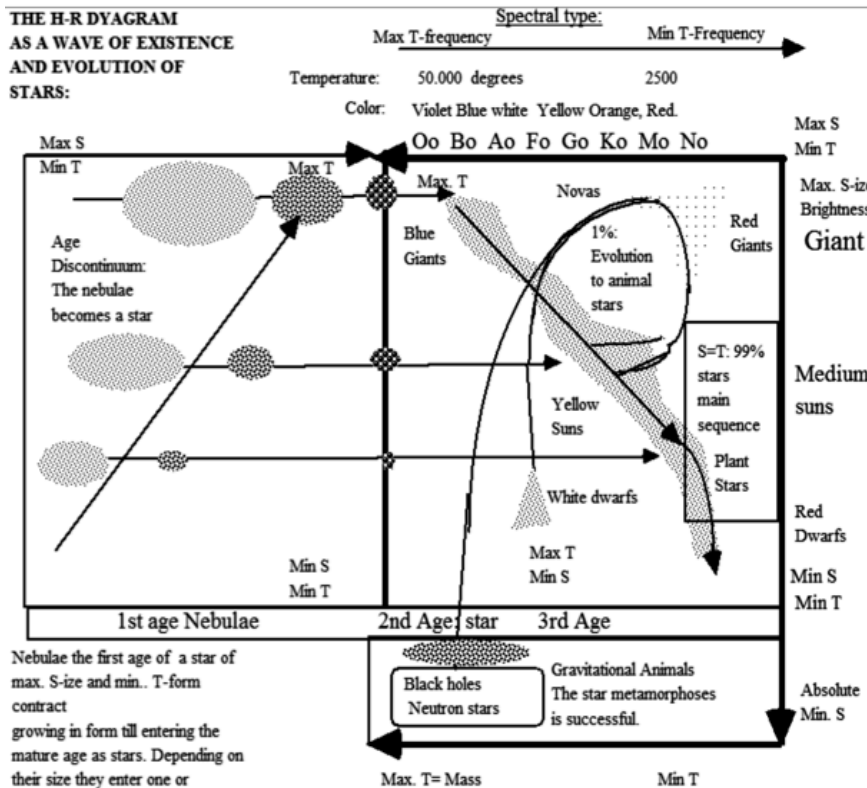 THE H-R DYAGRAM
AS A WAVE OF EXISTENCE
AND EVOLUTION OF
STARS:
Spectral type:
Max T-frequency
Min T-Frequency
Temperature:
50.000 degrees
2500
Color:
Violet Blue white Yellow Orange, Red.
Oo Bo Ao Fo Go Ko Mo No
Max S
Min T
Max S
Min T
Max T
Max. T
Novas
Max. S-ize
Brightness
Giant
Red
Giants
Blue
Giants
1%:
Evolution
to animal
stars
Age
Discontinuum:
The nebulae
becomes a star
S=T: 99%
stars
main
sequence
Plant
Stars
Medium
suns
Yellow
Suns
White dwarfs
Red
Dwarfs
Max T
Min S
Min S
Min T
Min S
Min T
1st age Nebulae
2nd Age: star
3rd Age
Nebulae the first age of a star of
max. S-ize and min.. T-form
contract
growing in form till entering the
mature age as stars. Depending on
their size they enter one or
Black holes
Neutron stars
Gravitational Animals
The star metamorphoses
is successful.
Absolute
Min. S
Max. T= Mass
Min T